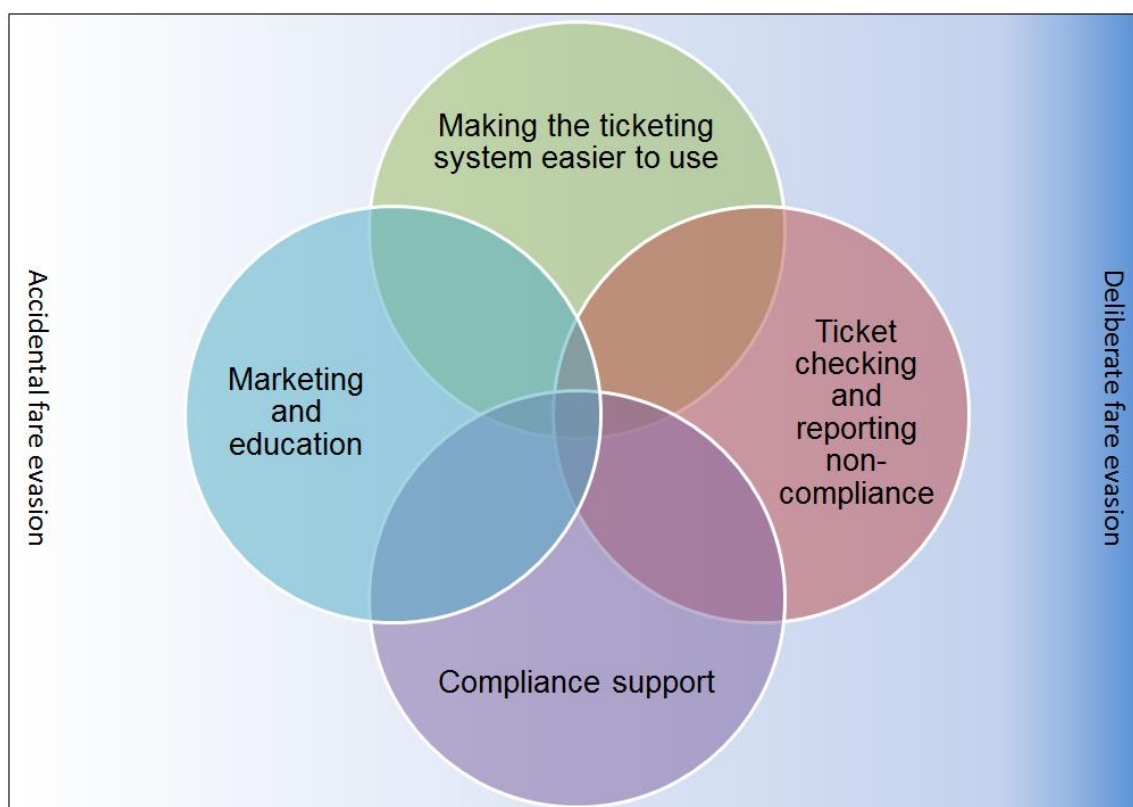 Making the ticketing
system easier to use
Accidental fare evasion
Marketing
and
education
Ticket
checking
and
reporting
non-
compliance
Deliberate fare evasion
Compliance support